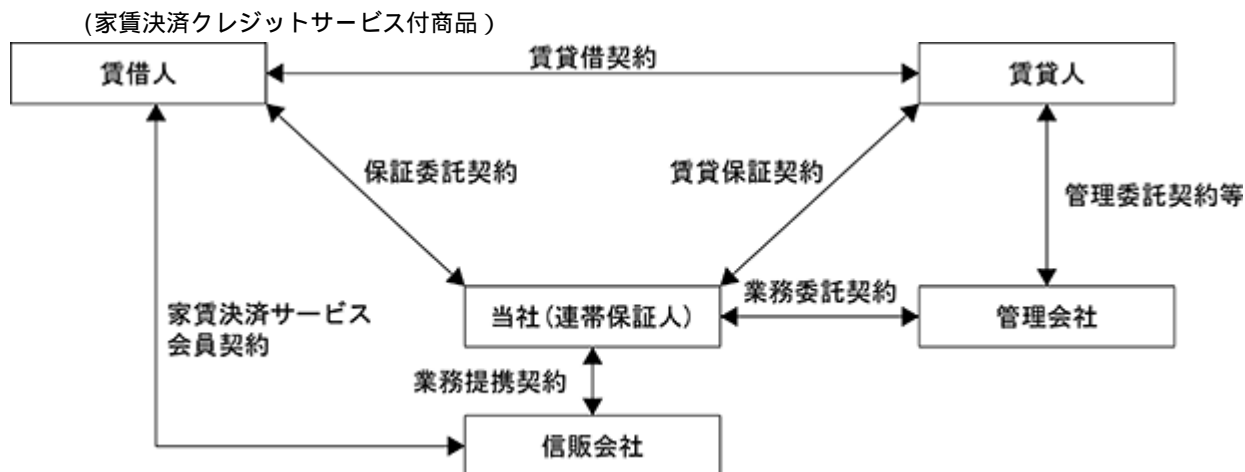 (家賃決済クレジットサービス付商品)
賃借人
賃貸借契約
賃貸人
保証委託契約
賃貸保証契約
管理委託契約等
家賃決済サービス
会員契約
当社(連帯保証人)
業務委託契約
管理会社
業務提携契約
信販会社